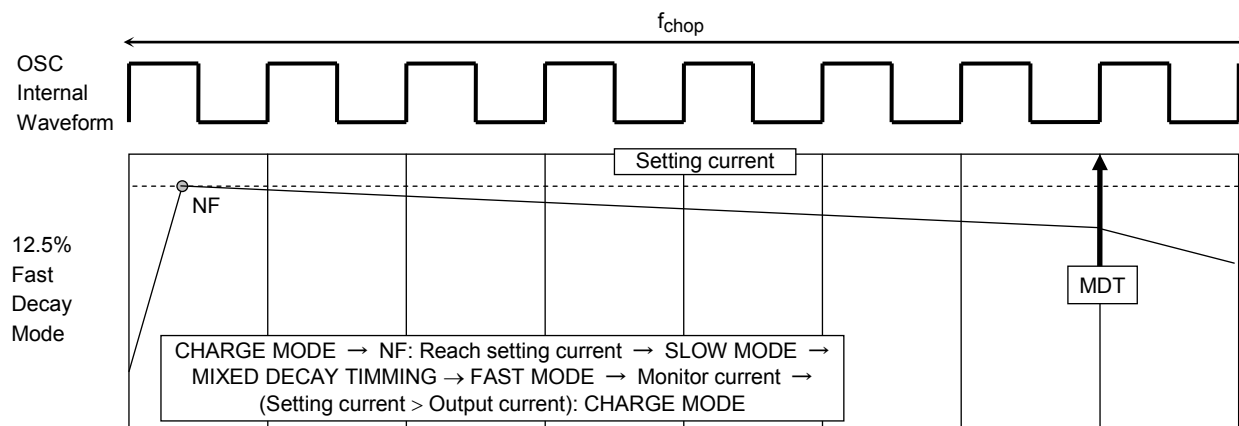 fchop
OSC
Internal
Waveform
Setting current
NF
12.5%
Fast
Decay
Mode
MDT
CHARGE MODE → NF: Reach setting current → SLOW MODE →
MIXED DECAY TIMMING → FAST MODE → Monitor current →
(Setting current > Output current): CHARGE MODE